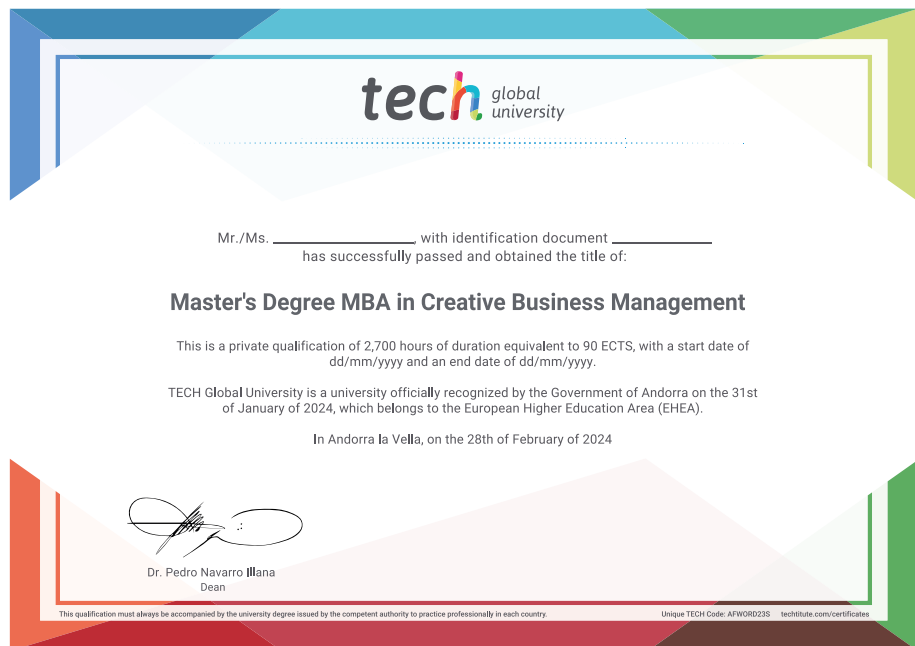 tech global
university
Mr./Ms. ____________, with identification document ____________
has successfully passed and obtained the title of:
Master's Degree MBA in Creative Business Management
This is a private qualification of 2,700 hours of duration equivalent to 90 ECTS, with a start date of
dd/mm/yyyy and an end date of dd/mm/yyyy.
TECH Global University is a university officially recognized by the Government of Andorra on the 31st
of January of 2024, which belongs to the European Higher Education Area (EHEA).
In Andorra la Vella, on the 28th of February of 2024
Dr. Pedro Navarro Illana
Dean
This qualification must always be accompanied by the university degree issued by the competent authority to practice professionally in each country. Unique TECH Code: AFWORD23S techtitute.com/certificates